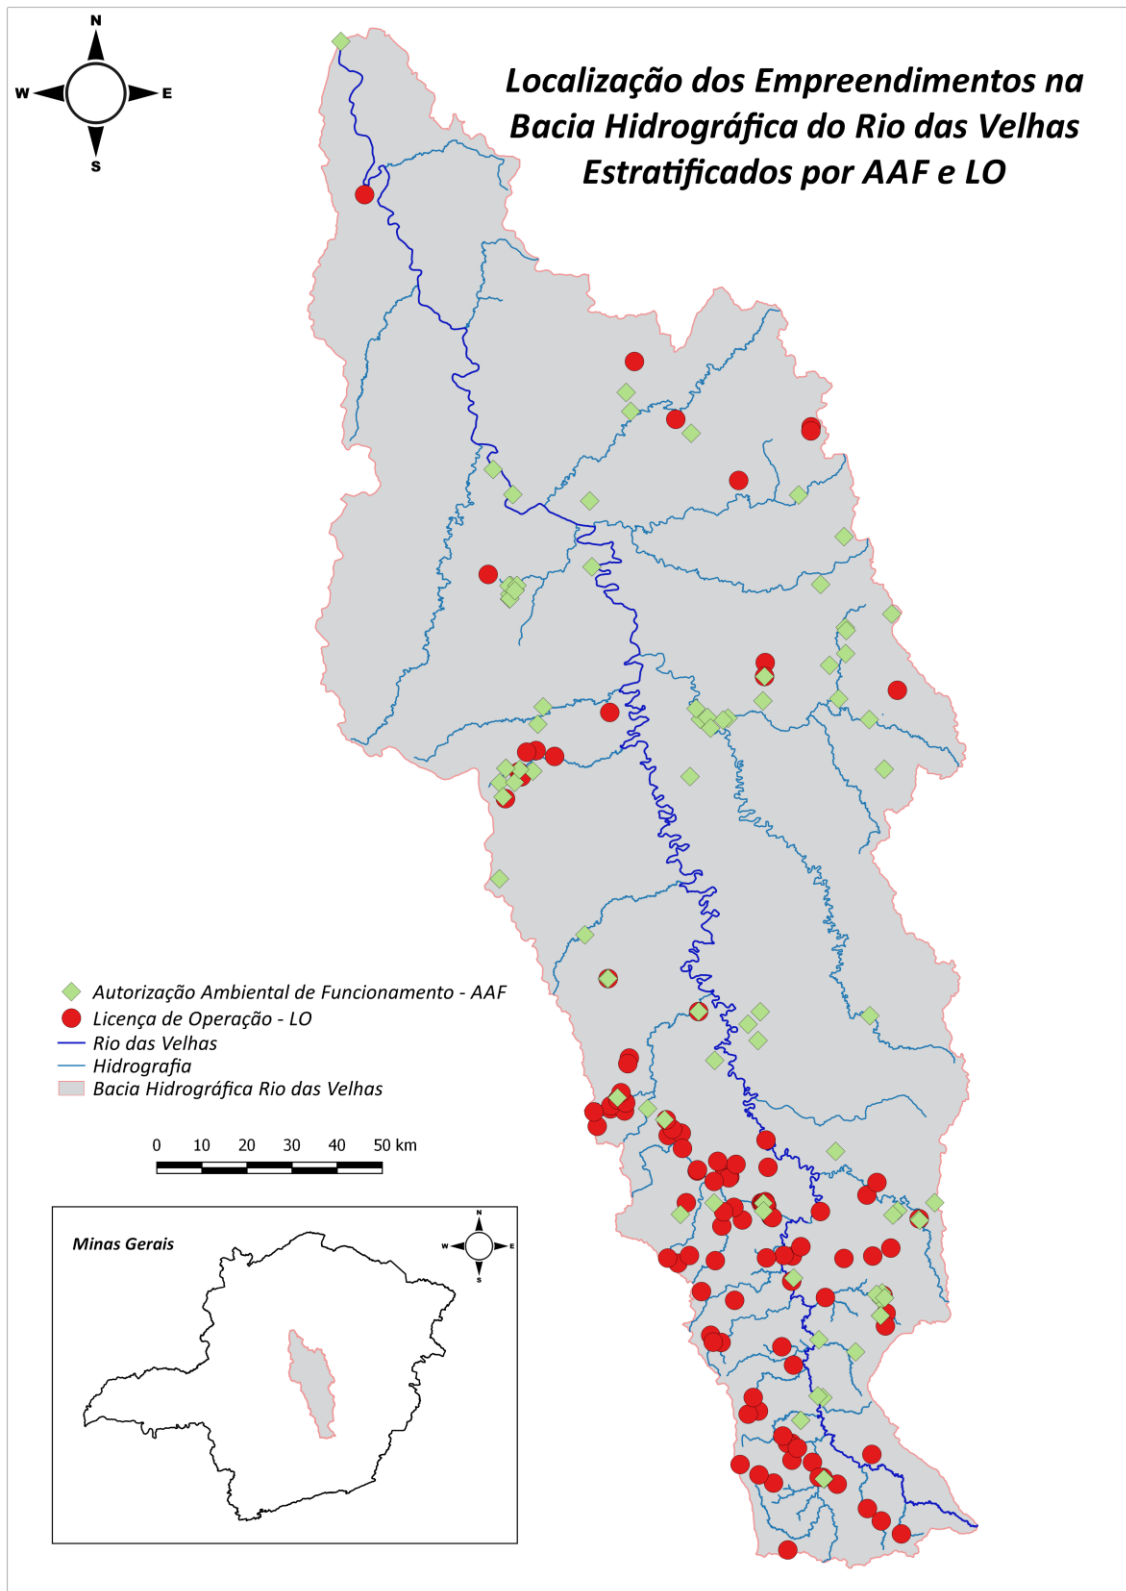 N
W E
S
Localização dos Empreendimentos na
Bacia Hidrográfica do Rio das Velhas
Estratificados por AAF e LO
Autorização Ambiental de Funcionamento - AAF
Licença de Operação - LO
Rio das Velhas
Hidrografia
Bacia Hidrográfica Rio das Velhas
0 10 20 30 40 50 km
Minas Gerais
N
W E
S